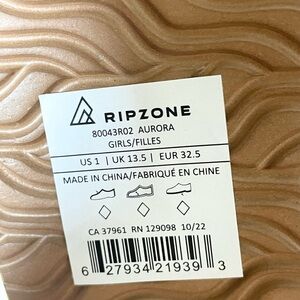 RIPZONE
80043R02 AURORA
GIRLS/FILLES
US 1 | UK 13.5 | EUR 32.5
MADE IN CHINA/FABRIQUÉ EN CHINE
CA 37961 RN 129098 10/22
6 27934 21939 3